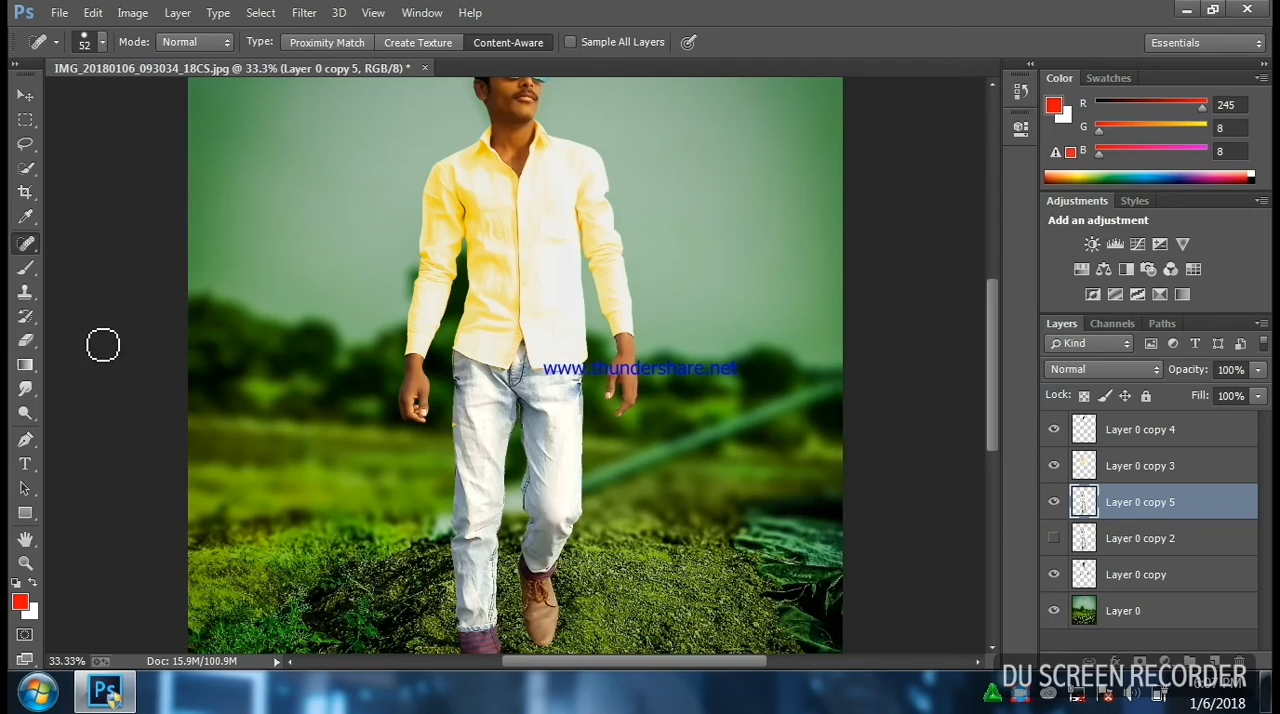 Ps File Edit Image Layer Type Select Filter 3D View Window Help
52 Mode: Normal Type: Proximity Match Create Texture Content-Aware Sample All Layers Essentials
IMG_20180106_093034_18CS.jpg @ 33.3% (Layer 0 copy 5, RGB/8) * ×
Color Swatches
R 245
G 8
B 8
Adjustments Styles
Add an adjustment
www.thundershare.net
Layers Channels Paths
Kind
Normal Opacity: 100%
Lock: Fill: 100%
Layer 0 copy 4
Layer 0 copy 3
Layer 0 copy 5
Layer 0 copy 2
Layer 0 copy
Layer 0
33.33% Doc: 15.9M/100.9M
DU SCREEN RECORDER
Ps
1/6/2018